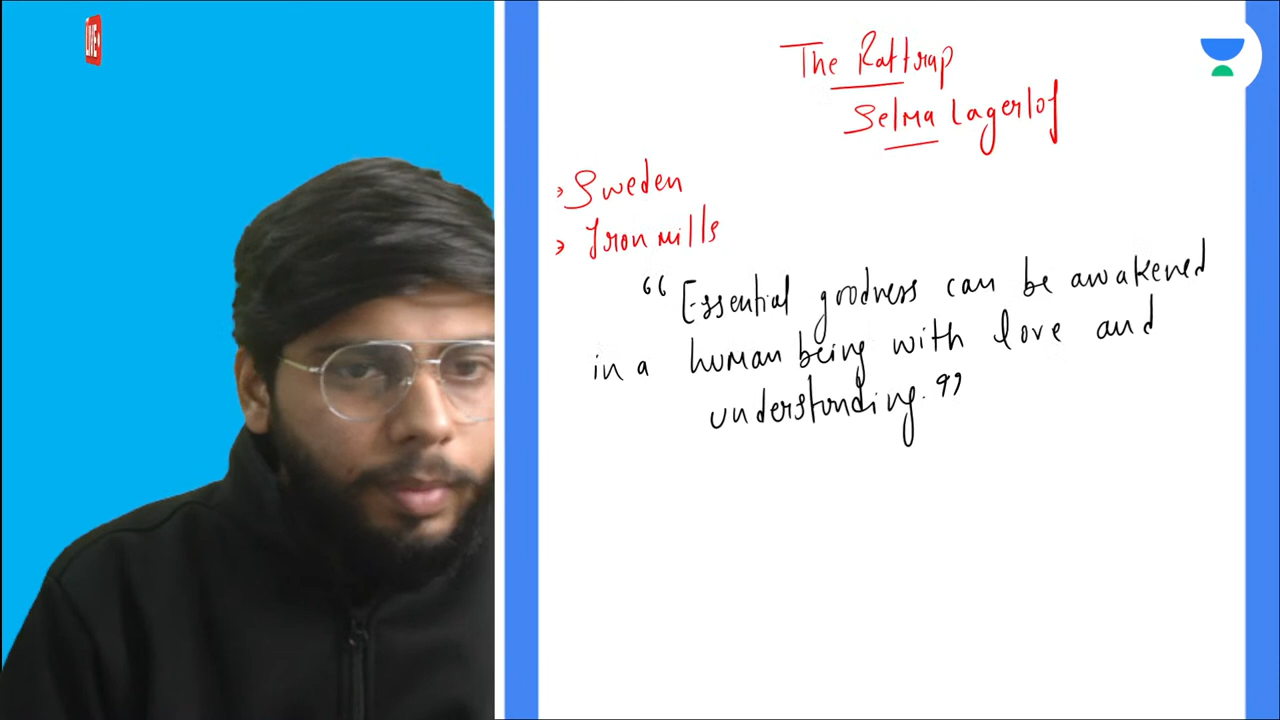 LIVE
The Rattrap
Selma Lagerlof
› Sweden
› Iron mills
“Essential goodness can be awakened
in a human being with love and
understanding.”